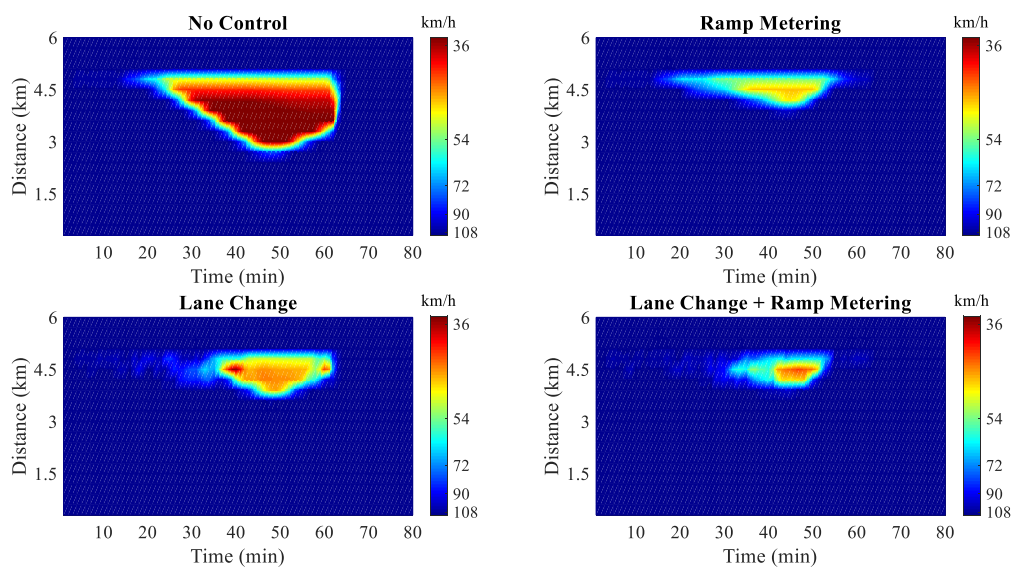 No Control
km/h
6
4.5
3
1.5
Distance (km)
10 20 30 40 50 60 70 80
Time (min)
36
54
72
90
108
Ramp Metering
km/h
6
4.5
3
1.5
Distance (km)
10 20 30 40 50 60 70 80
Time (min)
36
54
72
90
108
Lane Change
km/h
6
4.5
3
1.5
Distance (km)
10 20 30 40 50 60 70 80
Time (min)
36
54
72
90
108
Lane Change + Ramp Metering
km/h
6
4.5
3
1.5
Distance (km)
10 20 30 40 50 60 70 80
Time (min)
36
54
72
90
108